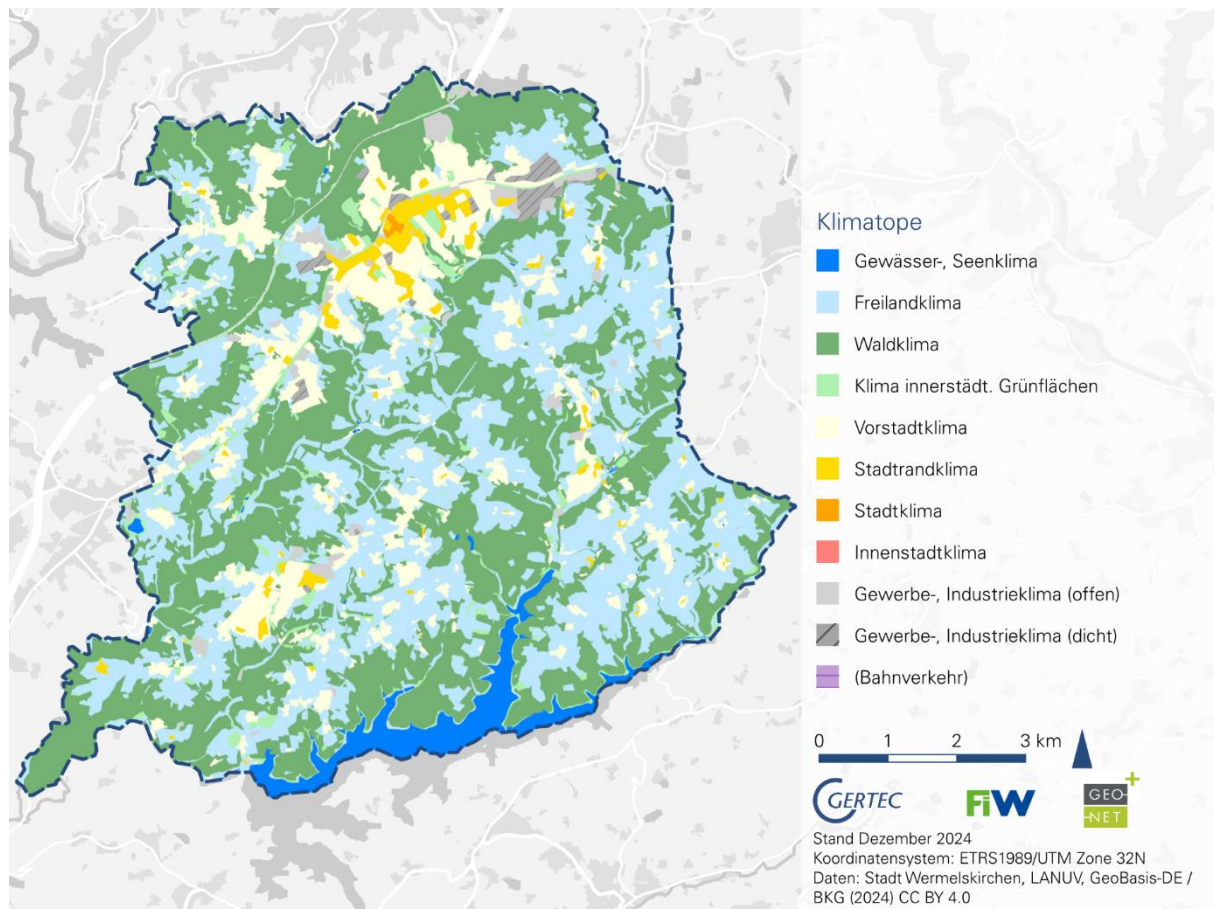 Klimatope
Gewässer-, Seenklima
Freilandklima
Waldklima
Klima innerstädt. Grünflächen
Vorstadtklima
Stadtrandklima
Stadtklima
Innenstadtklima
Gewerbe-, Industrieklima (offen)
Gewerbe-, Industrieklima (dicht)
(Bahnverkehr)
0 1 2 3 km
GERTEC FiW GEO-
NET
Stand Dezember 2024
Koordinatensystem: ETRS1989/UTM Zone 32N
Daten: Stadt Wermelskirchen, LANUV, GeoBasis-DE /
BKG (2024) CC BY 4.0